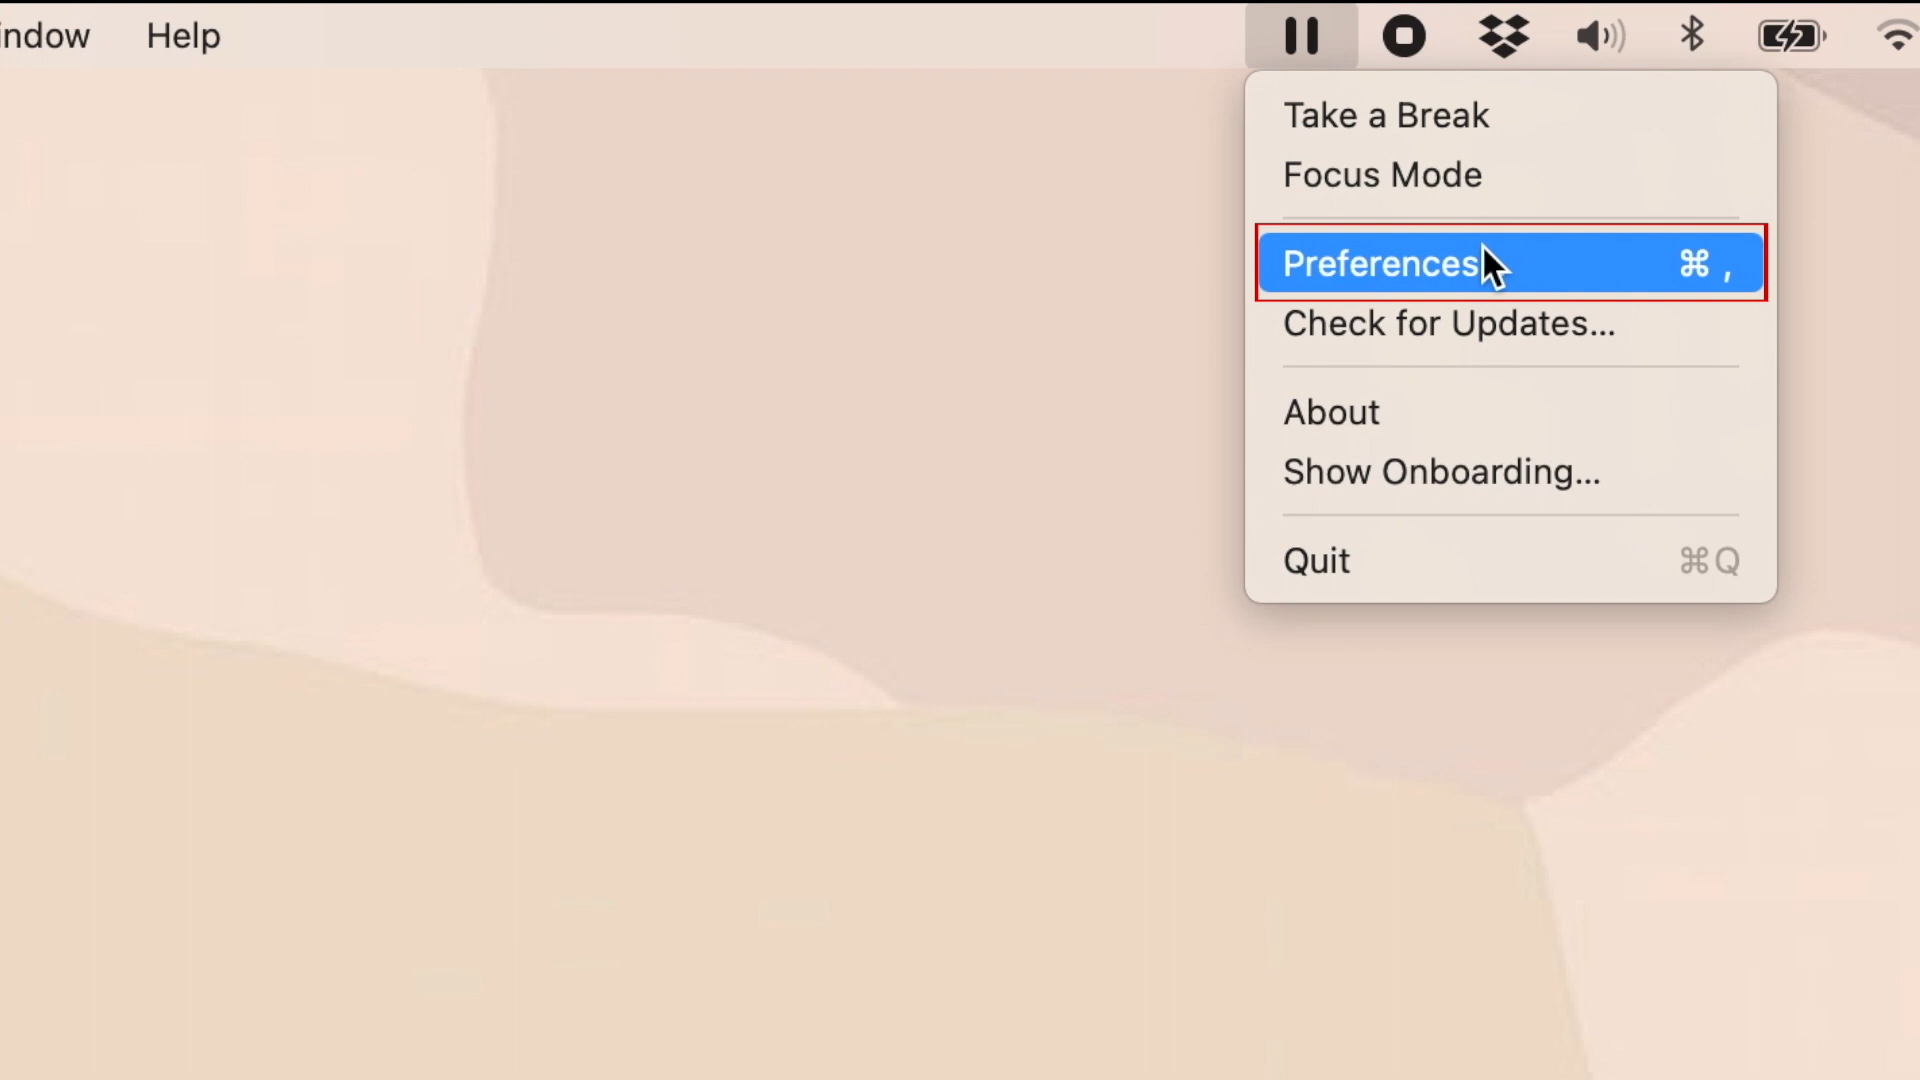 indow Help
Take a Break
Focus Mode
Preferences ⌘ ,
Check for Updates...
About
Show Onboarding...
Quit ⌘Q